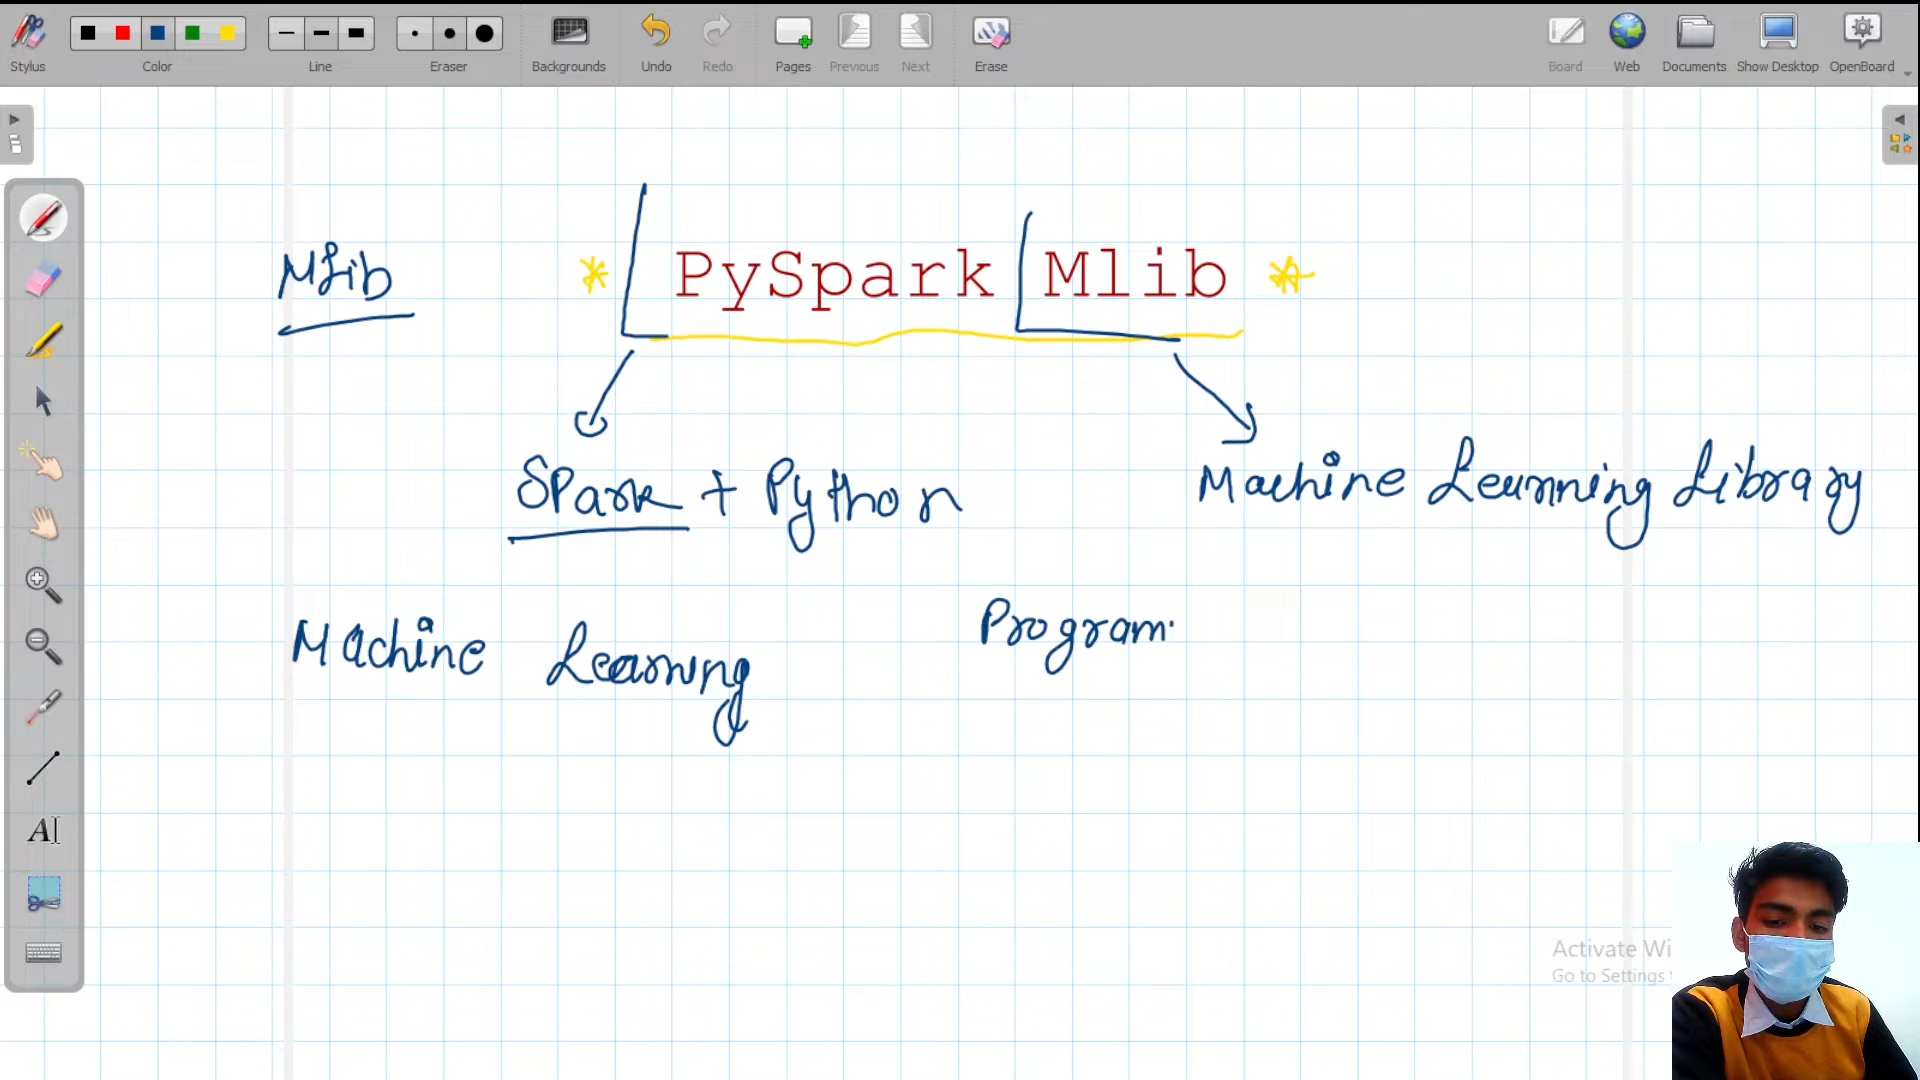 Stylus Color Line Eraser Backgrounds Undo Redo Pages Previous Next Erase Board Web Documents Show Desktop OpenBoard
MLib * PySpark Mlib *
Spark + Python
Machine Learning Library
Machine Learning
Program
A
Activate Wi
Go to Settings